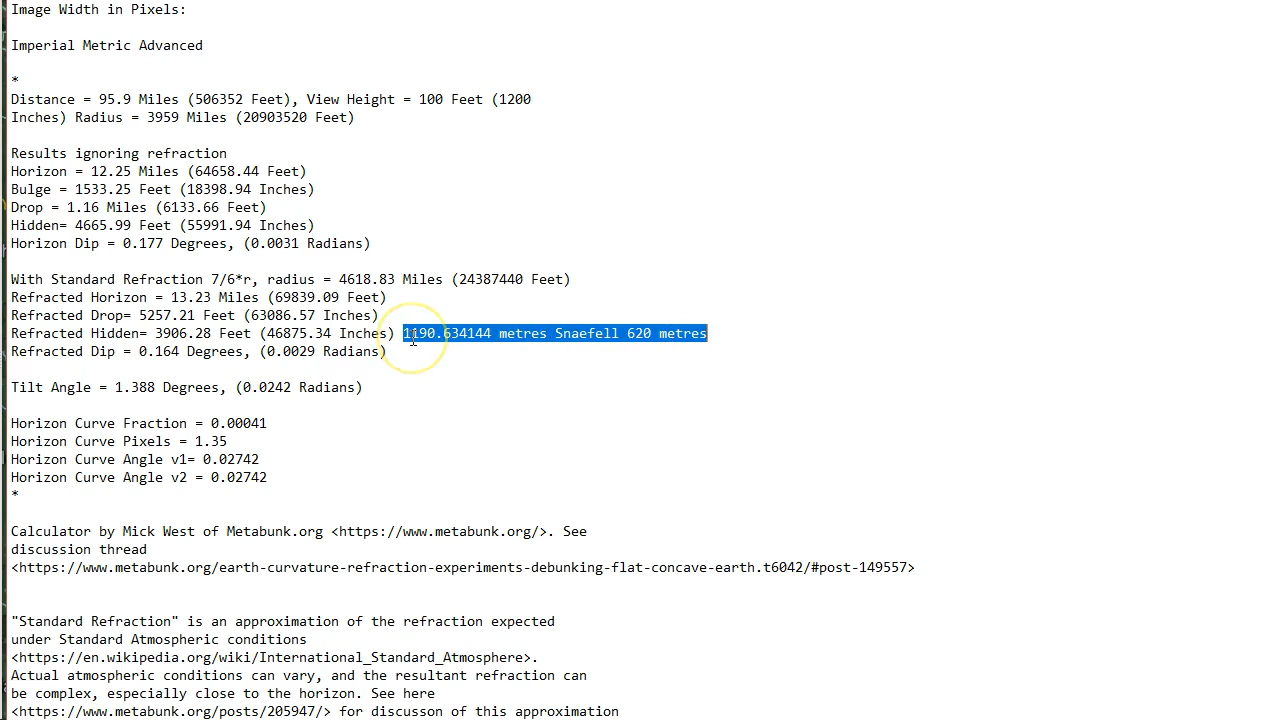 Image Width in Pixels:
Imperial Metric Advanced
*
Distance = 95.9 Miles (506352 Feet), View Height = 100 Feet (1200
Inches) Radius = 3959 Miles (20903520 Feet)
Results ignoring refraction
Horizon = 12.25 Miles (64658.44 Feet)
Bulge = 1533.25 Feet (18398.94 Inches)
Drop = 1.16 Miles (6133.66 Feet)
Hidden= 4665.99 Feet (55991.94 Inches)
Horizon Dip = 0.177 Degrees, (0.0031 Radians)
With Standard Refraction 7/6*r, radius = 4618.83 Miles (24387440 Feet)
Refracted Horizon = 13.23 Miles (69839.09 Feet)
Refracted Drop= 5257.21 Feet (63086.57 Inches)
Refracted Hidden= 3906.28 Feet (46875.34 Inches) 1190.634144 metres Snaefell 620 metres
Refracted Dip = 0.164 Degrees, (0.0029 Radians)
Tilt Angle = 1.388 Degrees, (0.0242 Radians)
Horizon Curve Fraction = 0.00041
Horizon Curve Pixels = 1.35
Horizon Curve Angle v1= 0.02742
Horizon Curve Angle v2 = 0.02742
*
Calculator by Mick West of Metabunk.org <https://www.metabunk.org/>. See
discussion thread
<https://www.metabunk.org/earth-curvature-refraction-experiments-debunking-flat-concave-earth.t6042/#post-149557>
"Standard Refraction" is an approximation of the refraction expected
under Standard Atmospheric conditions
<https://en.wikipedia.org/wiki/International_Standard_Atmosphere>.
Actual atmospheric conditions can vary, and the resultant refraction can
be complex, especially close to the horizon. See here
<https://www.metabunk.org/posts/205947/> for discusson of this approximation